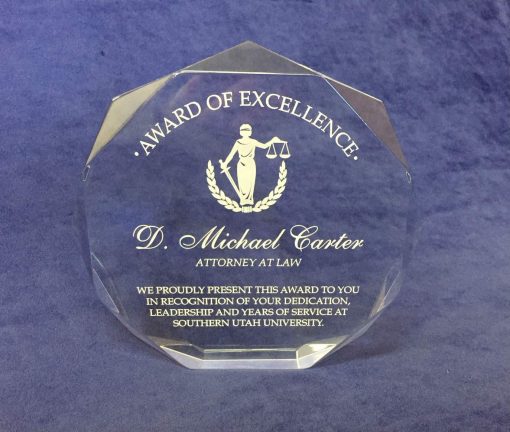 · AWARD OF EXCELLENCE ·
D. Michael Carter
ATTORNEY AT LAW
WE PROUDLY PRESENT THIS AWARD TO YOU
IN RECOGNITION OF YOUR DEDICATION,
LEADERSHIP AND YEARS OF SERVICE AT
SOUTHERN UTAH UNIVERSITY.